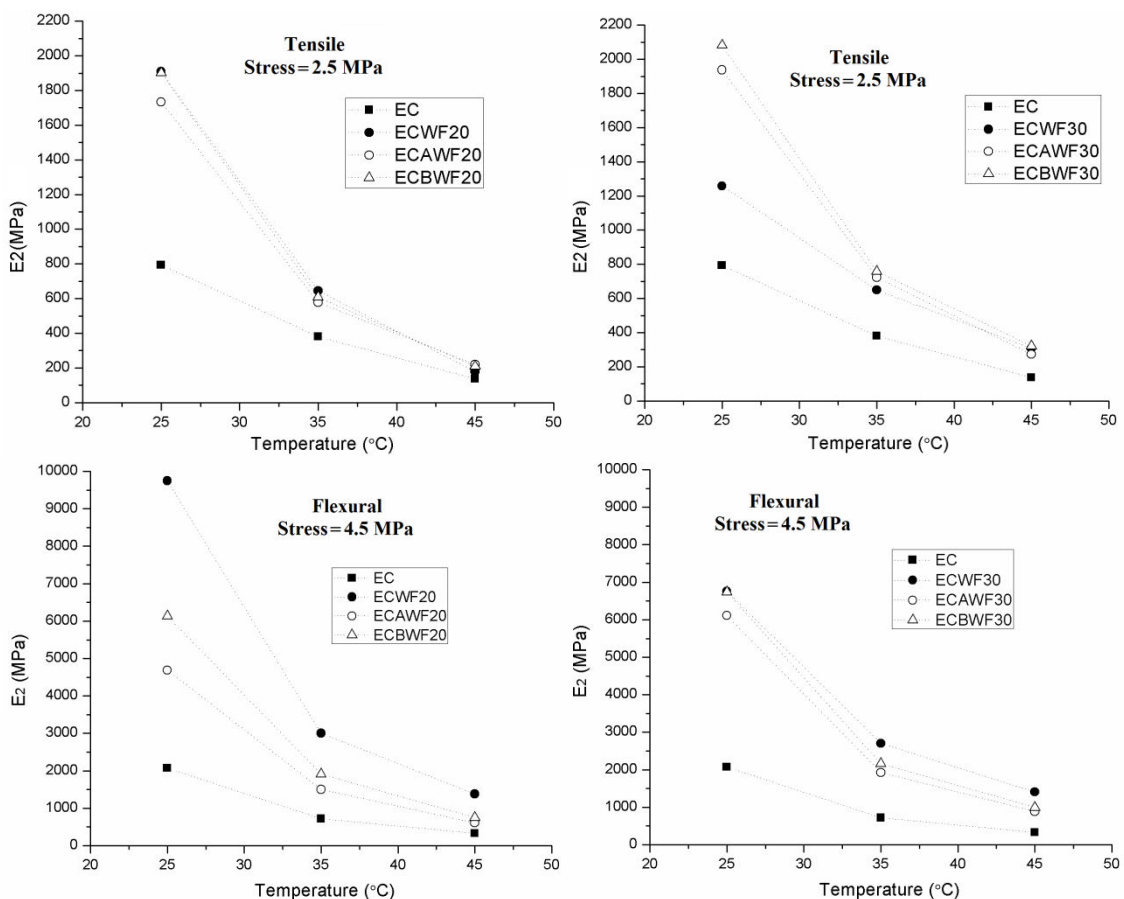 2200
2000
1800
1600
1400
1200
1000
800
600
400
200
0
E2(MPa)
Tensile
Stress=2.5 MPa
EC
ECWF20
ECAWF20
ECBWF20
20 25 30 35 40 45 50
Temperature (°C)
2200
2000
1800
1600
1400
1200
1000
800
600
400
200
0
E2 (MPa)
Tensile
Stress=2.5 MPa
EC
ECWF30
ECAWF30
ECBWF30
20 25 30 35 40 45 50
Temperature (°C)
10000
9000
8000
7000
6000
5000
4000
3000
2000
1000
0
E2 (MPa)
Flexural
Stress=4.5 MPa
EC
ECWF20
ECAWF20
ECBWF20
20 25 30 35 40 45 50
Temperature (°C)
10000
9000
8000
7000
6000
5000
4000
3000
2000
1000
0
E2 (MPa)
Flexural
Stress=4.5 MPa
EC
ECWF30
ECAWF30
ECBWF30
20 25 30 35 40 45 50
Temperature (°C)